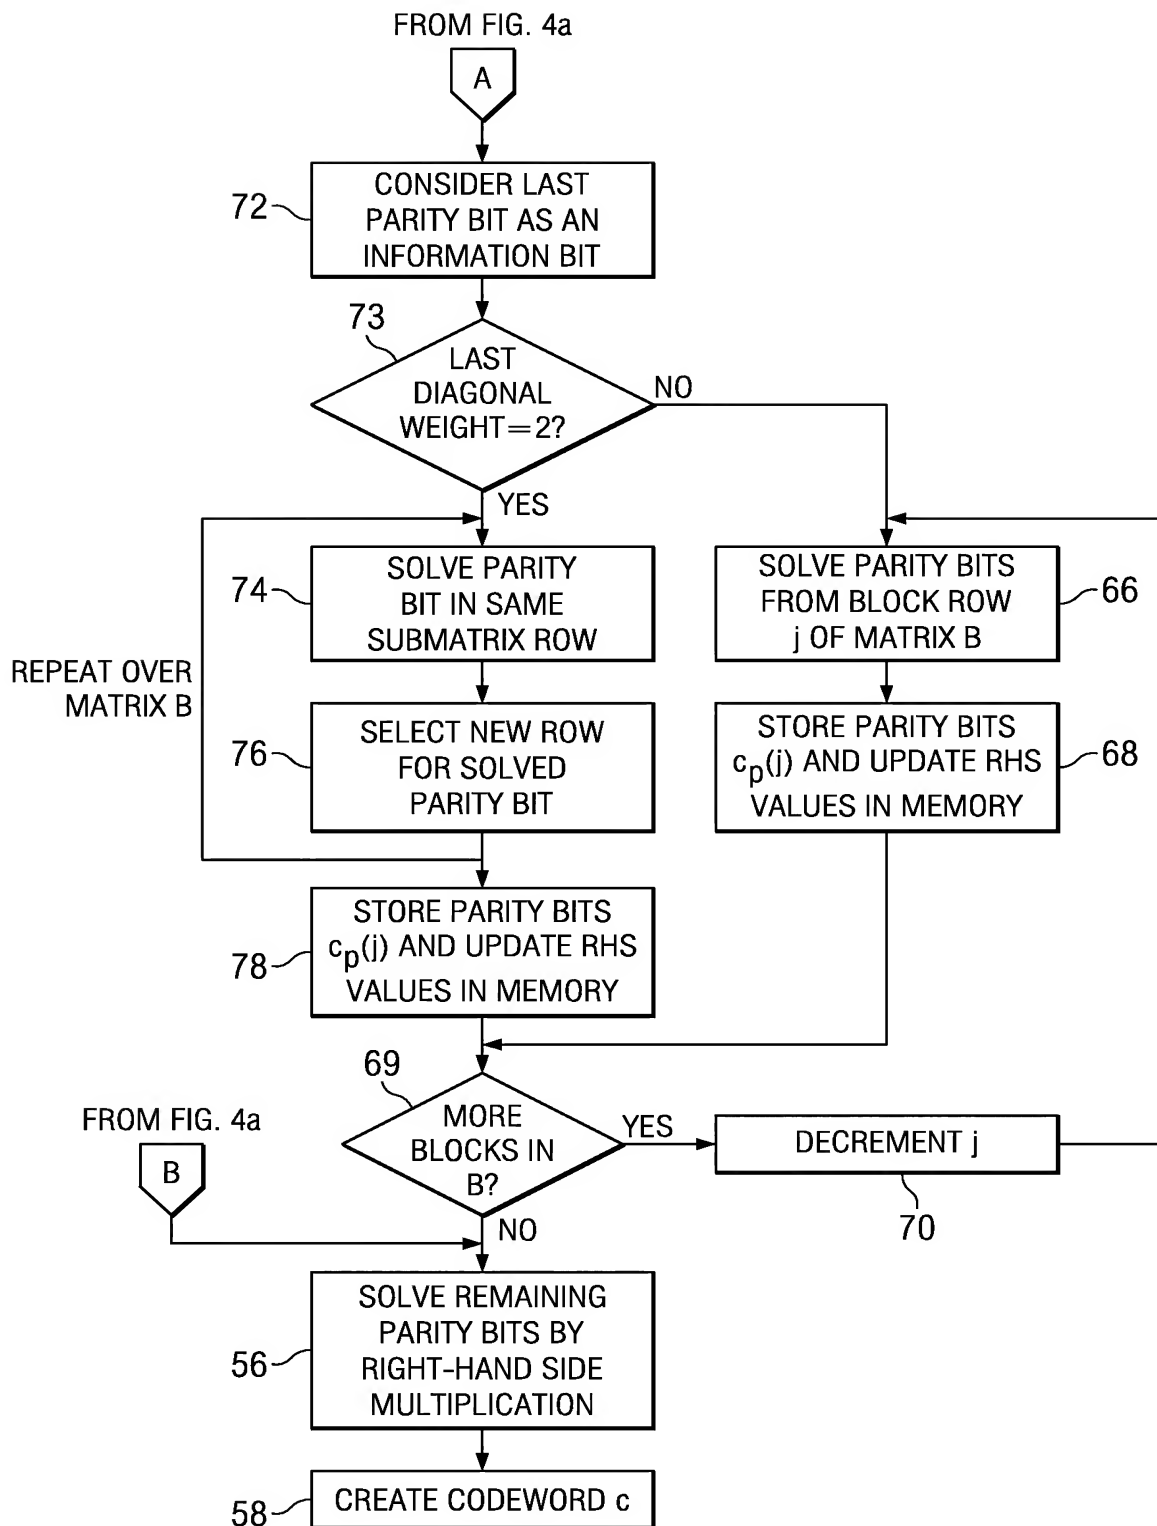 FROM FIG. 4a
A
72
CONSIDER LAST
PARITY BIT AS AN
INFORMATION BIT
73
LAST
DIAGONAL
WEIGHT=2?
NO
YES
74
SOLVE PARITY
BIT IN SAME
SUBMATRIX ROW
SOLVE PARITY BITS
FROM BLOCK ROW
j OF MATRIX B
66
REPEAT OVER
MATRIX B
76
SELECT NEW ROW
FOR SOLVED
PARITY BIT
STORE PARITY BITS
cp(j) AND UPDATE RHS
VALUES IN MEMORY
68
78
STORE PARITY BITS
cp(j) AND UPDATE RHS
VALUES IN MEMORY
69
MORE
BLOCKS IN
B?
YES
DECREMENT j
70
FROM FIG. 4a
B
NO
56
SOLVE REMAINING
PARITY BITS BY
RIGHT-HAND SIDE
MULTIPLICATION
58
CREATE CODEWORD c